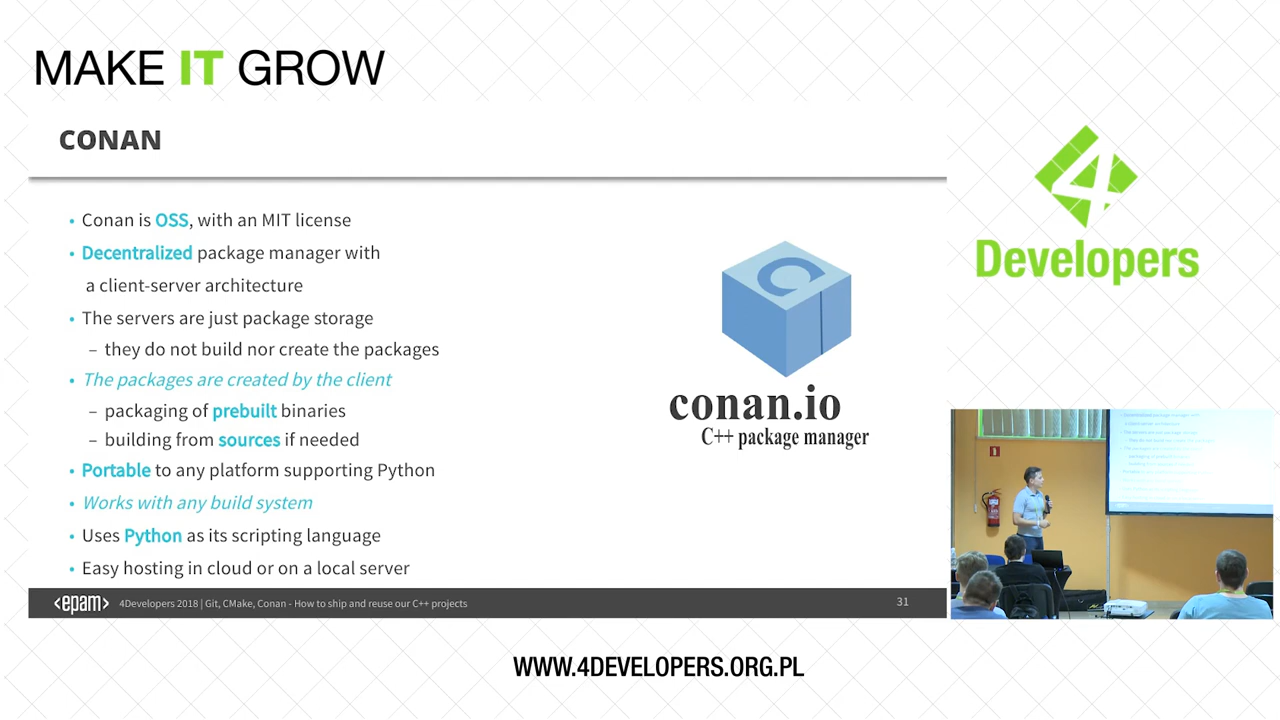 MAKE IT GROW
CONAN
• Conan is OSS, with an MIT license
• Decentralized package manager with
a client-server architecture
• The servers are just package storage
– they do not build nor create the packages
• The packages are created by the client
– packaging of prebuilt binaries
– building from sources if needed
• Portable to any platform supporting Python
• Works with any build system
• Uses Python as its scripting language
• Easy hosting in cloud or on a local server
conan.io
C++ package manager
<epam> 4Developers 2018 | Git, CMake, Conan - How to ship and reuse our C++ projects 31
4
Developers
WWW.4DEVELOPERS.ORG.PL